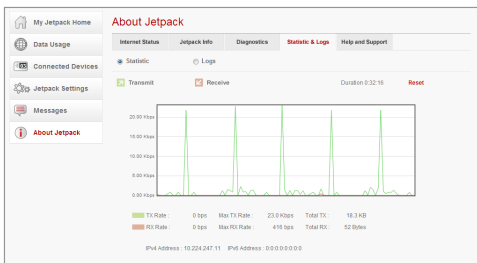 My Jetpack Home
Data Usage
Connected Devices
Jetpack Settings
Messages
About Jetpack
About Jetpack
Internet Status Jetpack Info Diagnostics Statistic & Logs Help and Support
Statistic Logs
Transmit Receive Duration 0:32:16 Reset
20.00 Kbps
15.00 Kbps
10.00 Kbps
5.00 Kbps
0.00 Kbps
TX Rate : 0 bps Max TX Rate : 23.0 Kbps Total TX : 18.3 KB
RX Rate : 0 bps Max RX Rate : 416 bps Total RX : 52 Bytes
IPv4 Address : 10.224.247.11 IPv6 Address : 0:0:0:0:0:0:0:0